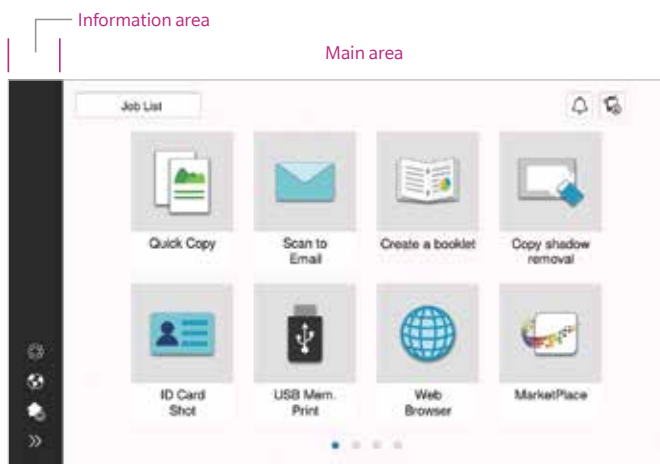 Information area
Main area
Job List
Quick Copy
Scan to
Email
Create a booklet
Copy shadow
removal
ID Card
Shot
USB Mem.
Print
Web
Browser
MarketPlace